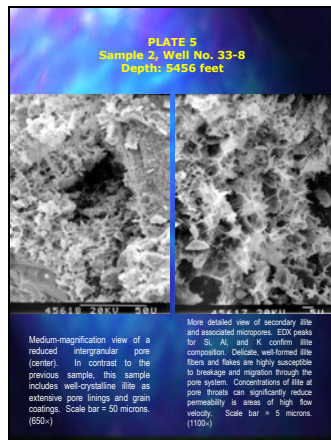 PLATE 5
Sample 2, Well No. 33-8
Depth: 5456 feet
45618 20KV 50U
45617 20KV 5U
Medium-magnification view of a
reduced intergranular pore
(center). In contrast to the
previous sample, this sample
includes well-crystalline illite as
extensive pore linings and grain
coatings. Scale bar = 50 microns.
(650×)
More detailed view of secondary illite
and associated micropores. EDX peaks
for Si, Al, and K confirm illite
composition. Delicate, well-formed illite
fibers and flakes are highly susceptible
to breakage and migration through the
pore system. Concentrations of illite at
pore throats can significantly reduce
permeability is areas of high flow
velocity. Scale bar = 5 microns.
(1100×)